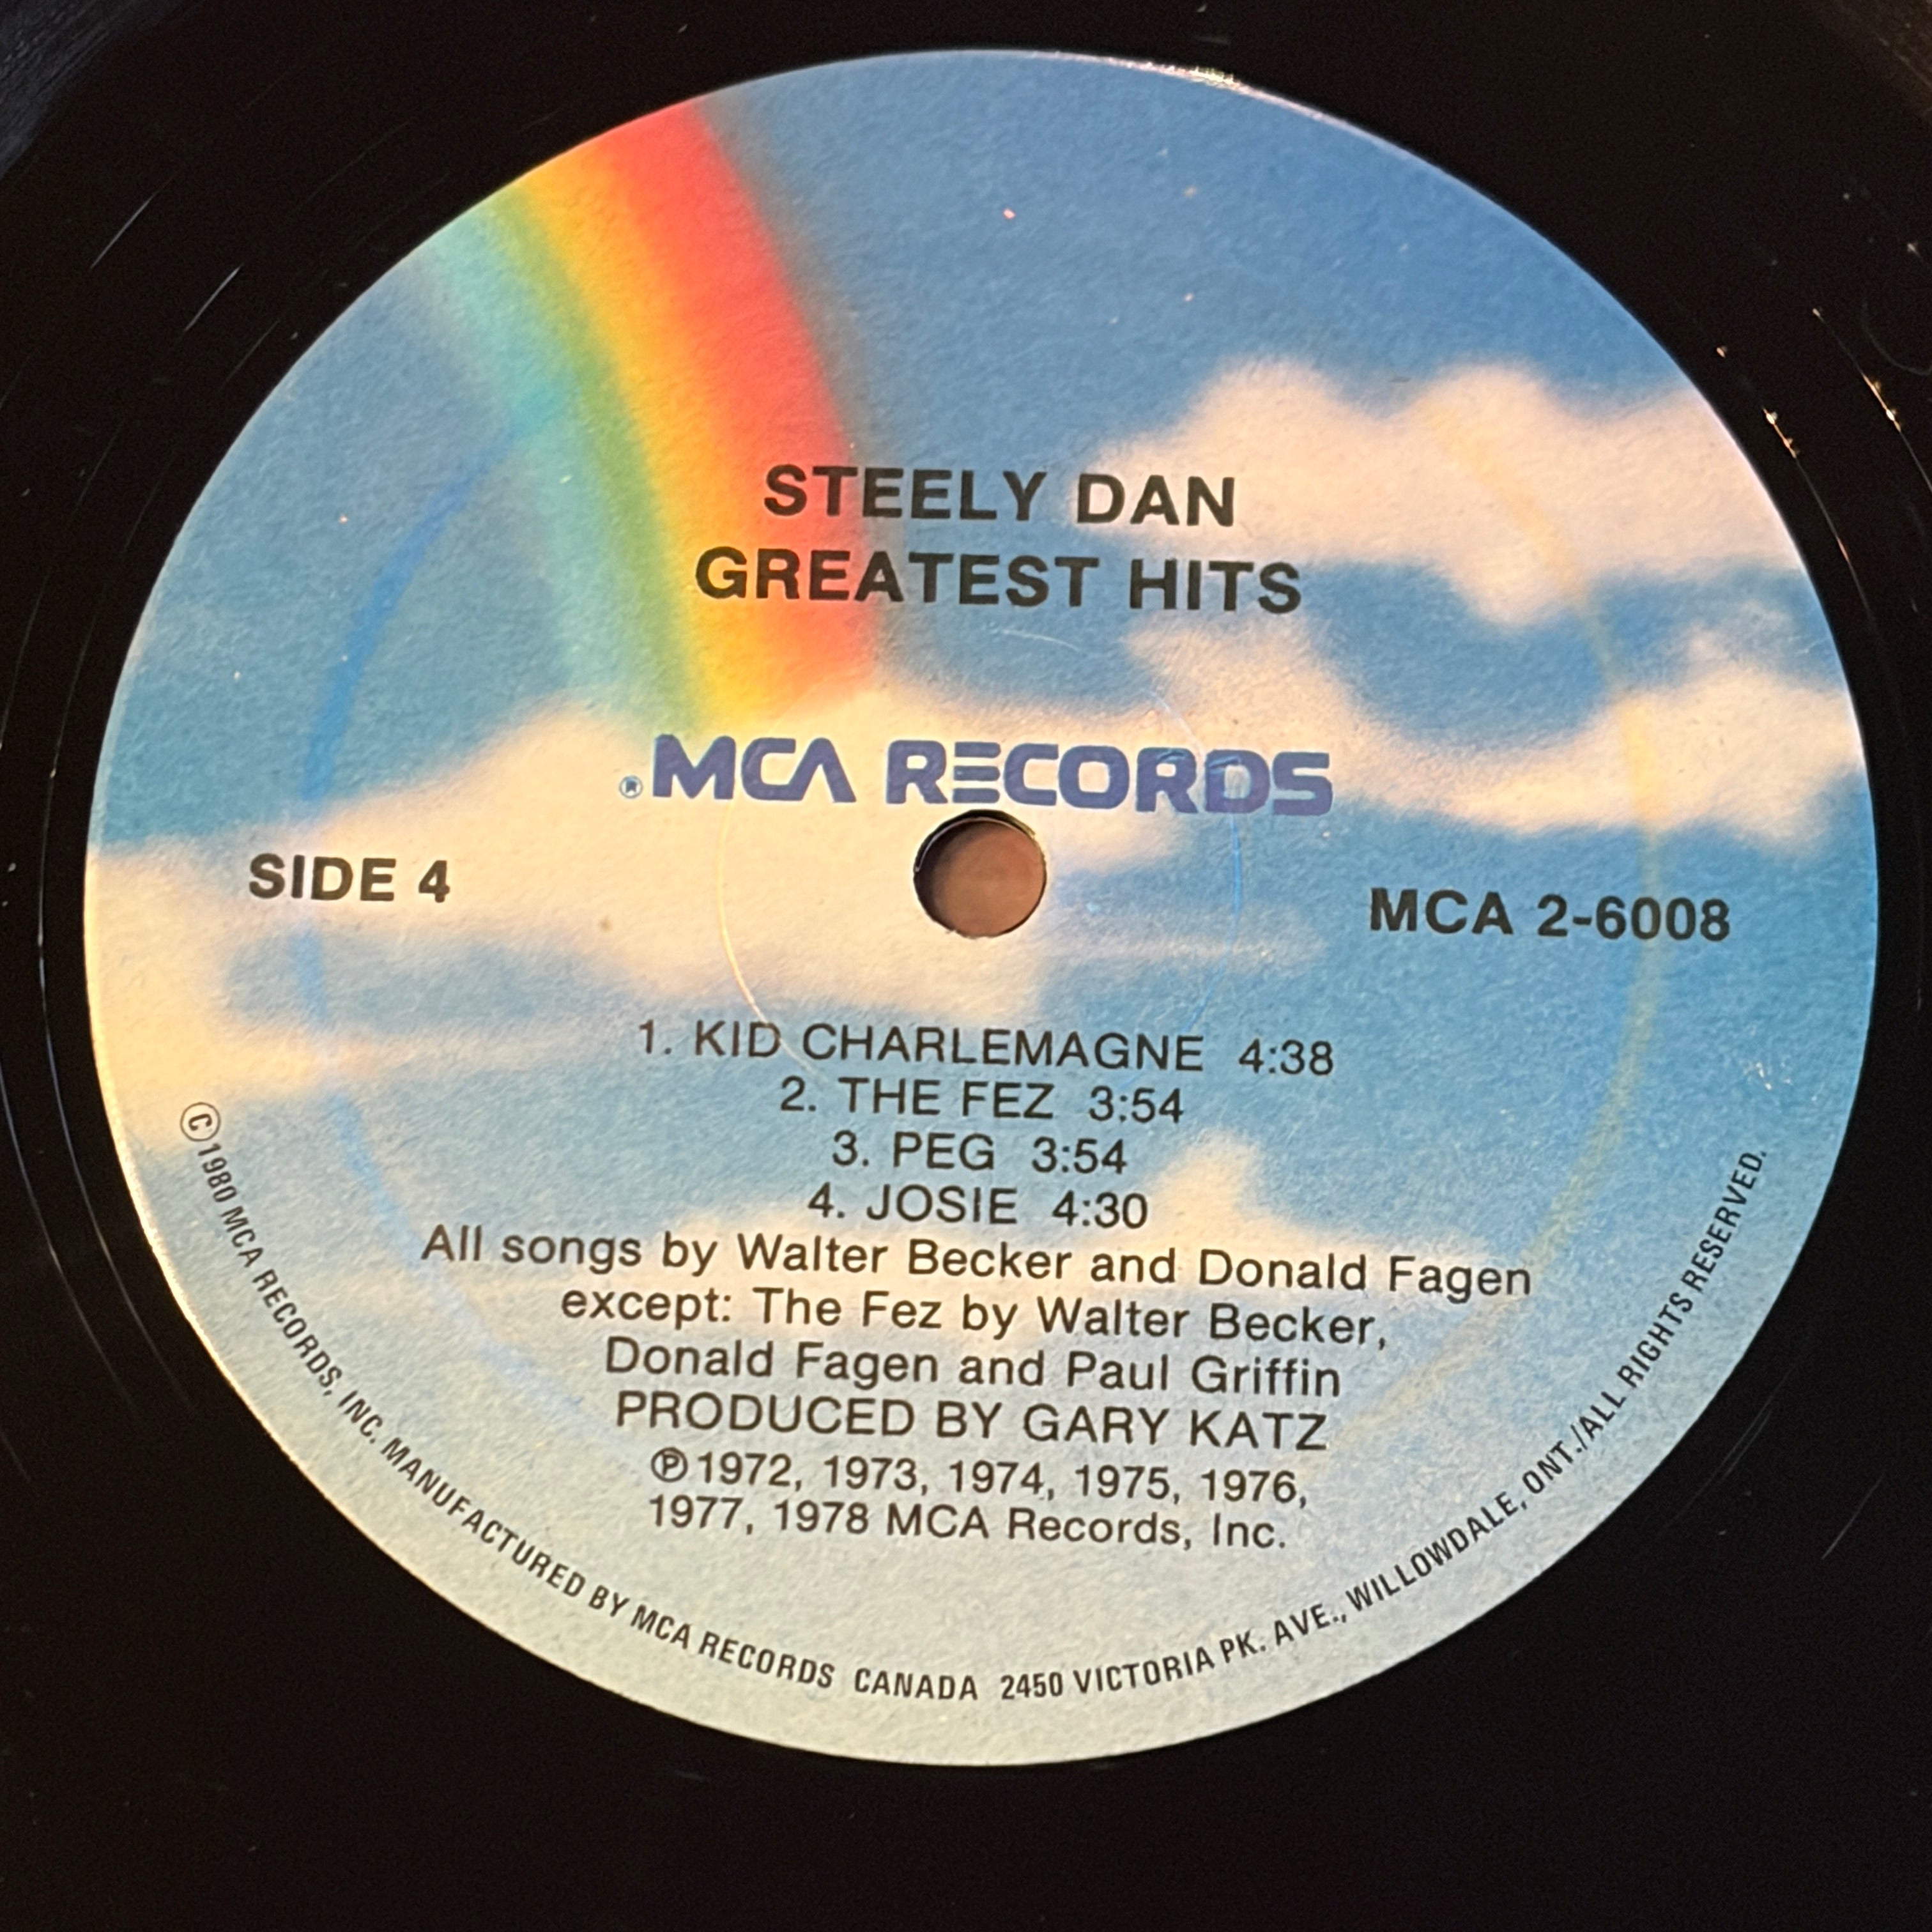 STEELY DAN
GREATEST HITS
®MCA RECORDS
SIDE 4
MCA 2-6008
1. KID CHARLEMAGNE 4:38
2. THE FEZ 3:54
3. PEG 3:54
4. JOSIE 4:30
All songs by Walter Becker and Donald Fagen
except: The Fez by Walter Becker,
Donald Fagen and Paul Griffin
PRODUCED BY GARY KATZ
℗1972, 1973, 1974, 1975, 1976,
1977, 1978 MCA Records, Inc.
©1980 MCA RECORDS, INC. MANUFACTURED BY MCA RECORDS CANADA 2450 VICTORIA PK. AVE., WILLOWDALE, ONT./ALL RIGHTS RESERVED.